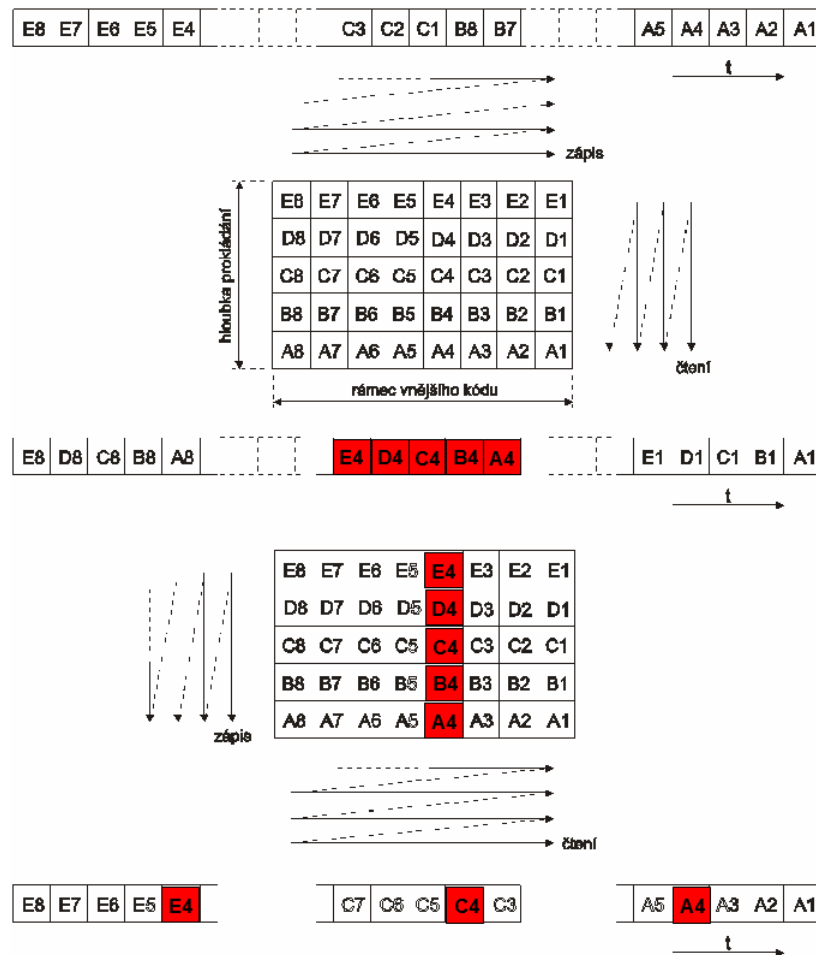 E8 E7 E6 E5 E4 C3 C2 C1 B8 B7 A5 A4 A3 A2 A1
t
zápis
hloubka prokládání
E8 E7 E6 E5 E4 E3 E2 E1
D8 D7 D6 D5 D4 D3 D2 D1
C8 C7 C6 C5 C4 C3 C2 C1
B8 B7 B6 B5 B4 B3 B2 B1
A8 A7 A6 A5 A4 A3 A2 A1
čtení
rámec vnějšího kódu
E8 D8 C8 B8 A8 E4 D4 C4 B4 A4 E1 D1 C1 B1 A1
t
E8 E7 E6 E5 E4 E3 E2 E1
D8 D7 D6 D5 D4 D3 D2 D1
C8 C7 C6 C5 C4 C3 C2 C1
B8 B7 B6 B5 B4 B3 B2 B1
A8 A7 A6 A5 A4 A3 A2 A1
zápis
čtení
E8 E7 E6 E5 E4 C7 C6 C5 C4 C3 A5 A4 A3 A2 A1
t